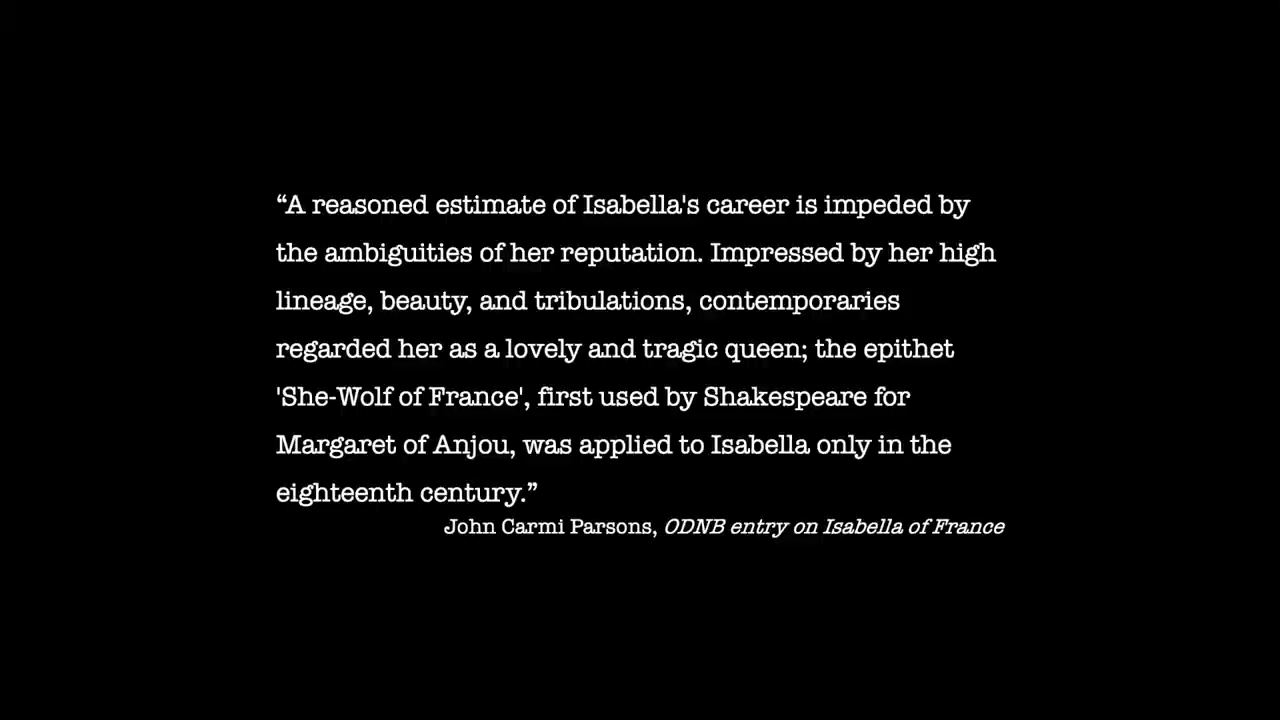 “A reasoned estimate of Isabella's career is impeded by
the ambiguities of her reputation. Impressed by her high
lineage, beauty, and tribulations, contemporaries
regarded her as a lovely and tragic queen; the epithet
'She-Wolf of France', first used by Shakespeare for
Margaret of Anjou, was applied to Isabella only in the
eighteenth century.”
John Carmi Parsons, ODNB entry on Isabella of France